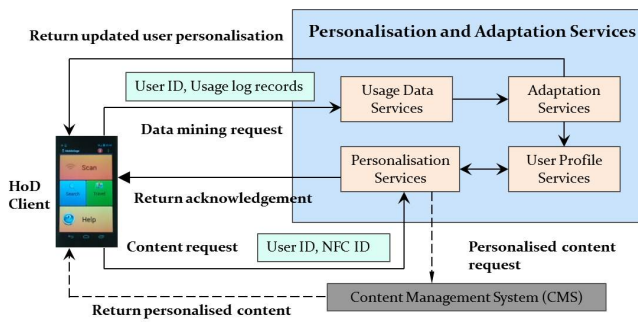 Return updated user personalisation
Personalisation and Adaptation Services
User ID, Usage log records
Usage Data
Services
Adaptation
Services
Data mining request
Scan
Personalisation
Services
User Profile
Services
HoD
Client
Return acknowledgement
Help
Content request
User ID, NFC ID
Personalised content
request
Content Management System (CMS)
Return personalised content